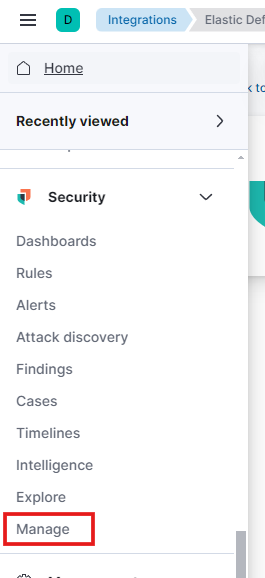 D Integrations Elastic Def
Home
to
Recently viewed
Security
Dashboards
Rules
Alerts
Attack discovery
Findings
Cases
Timelines
Intelligence
Explore
Manage